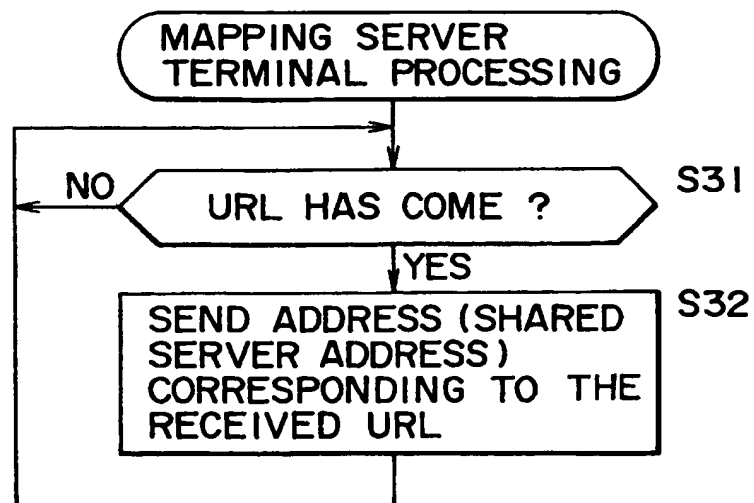 MAPPING SERVER
TERMINAL PROCESSING
NO
URL HAS COME ?
S31
YES
SEND ADDRESS (SHARED
SERVER ADDRESS)
CORRESPONDING TO THE
RECEIVED URL
S32